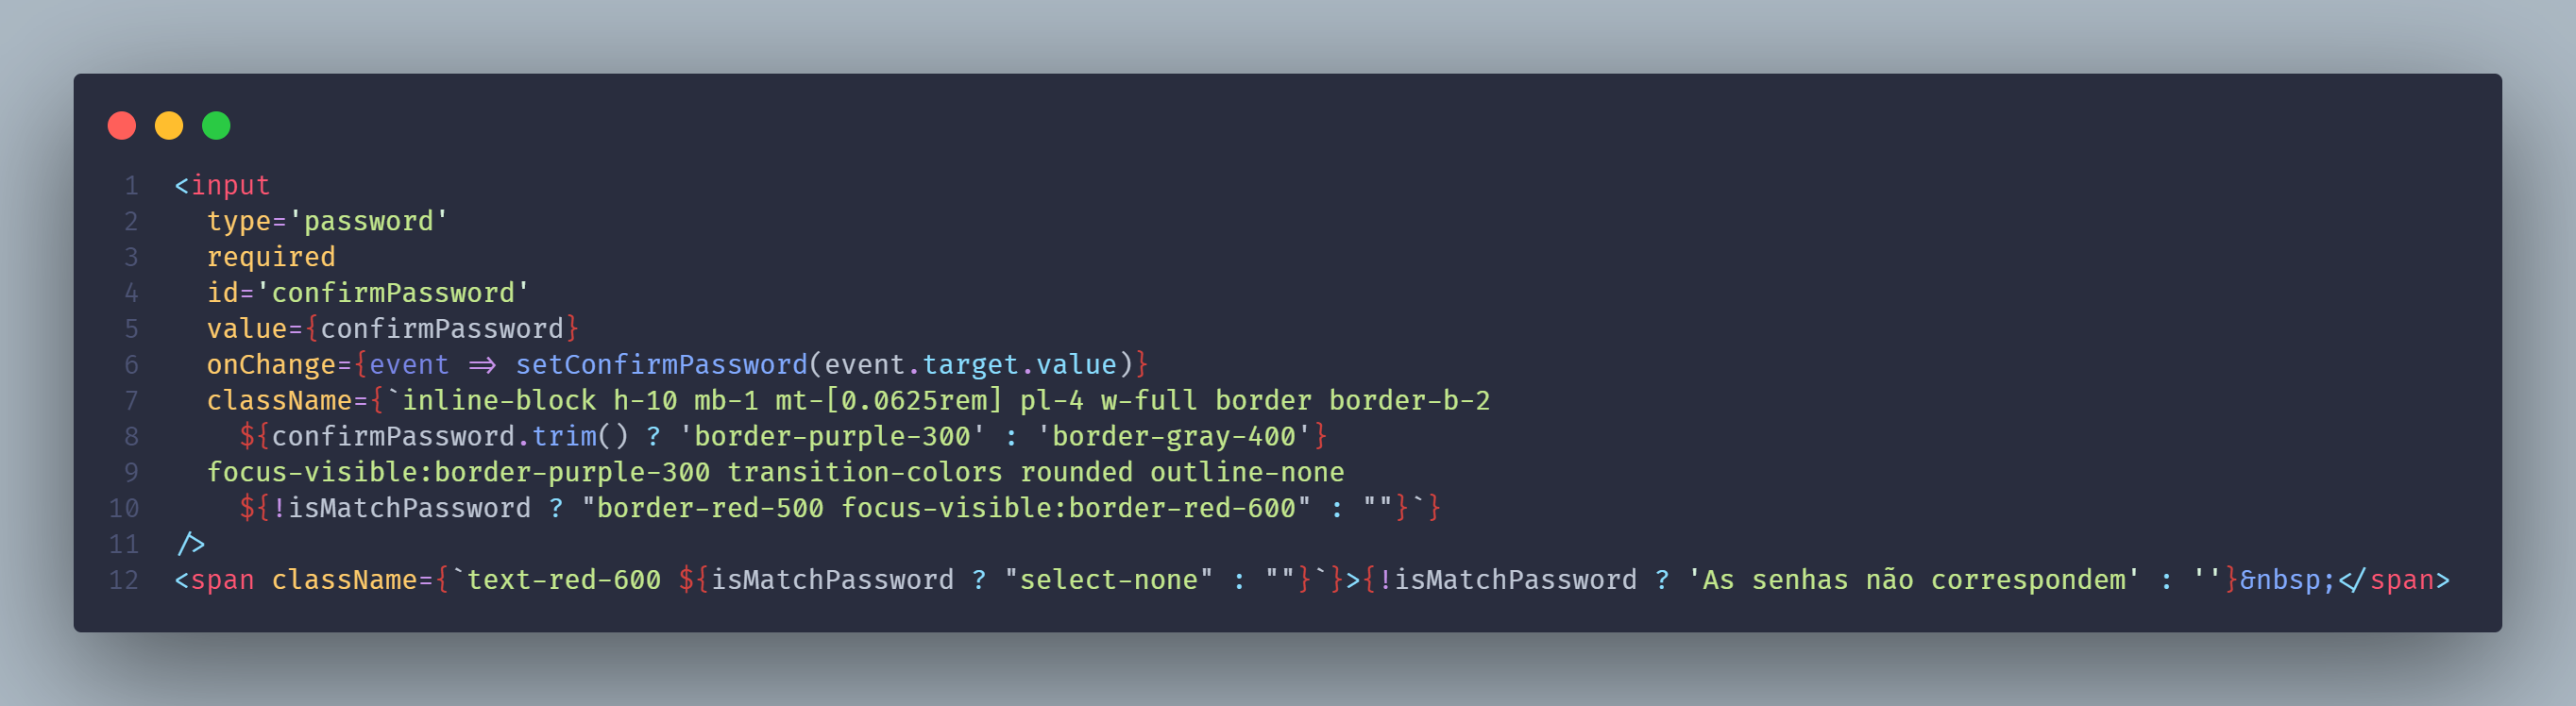 1 <input
2   type='password'
3   required
4   id='confirmPassword'
5   value={confirmPassword}
6   onChange={event => setConfirmPassword(event.target.value)}
7   className={`inline-block h-10 mb-1 mt-[0.0625rem] pl-4 w-full border border-b-2
8     ${confirmPassword.trim() ? 'border-purple-300' : 'border-gray-400'}
9   focus-visible:border-purple-300 transition-colors rounded outline-none
10     ${!isMatchPassword ? "border-red-500 focus-visible:border-red-600" : ""}`}
11 />
12 <span className={`text-red-600 ${isMatchPassword ? "select-none" : ""}`}>{!isMatchPassword ? 'As senhas não correspondem' : ''}&nbsp;</span>